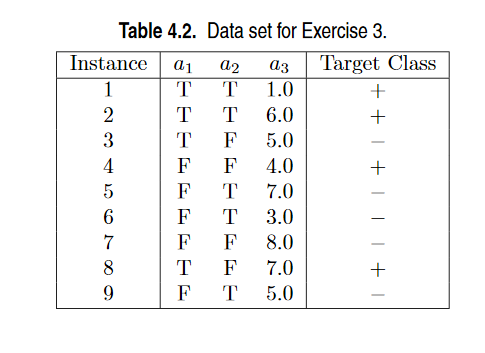 Table 4.2. Data set for Exercise 3.
Instance a1 a2 a3 Target Class
1 T T 1.0 +
2 T T 6.0 +
3 T F 5.0 −
4 F F 4.0 +
5 F T 7.0 −
6 F T 3.0 −
7 F F 8.0 −
8 T F 7.0 +
9 F T 5.0 −